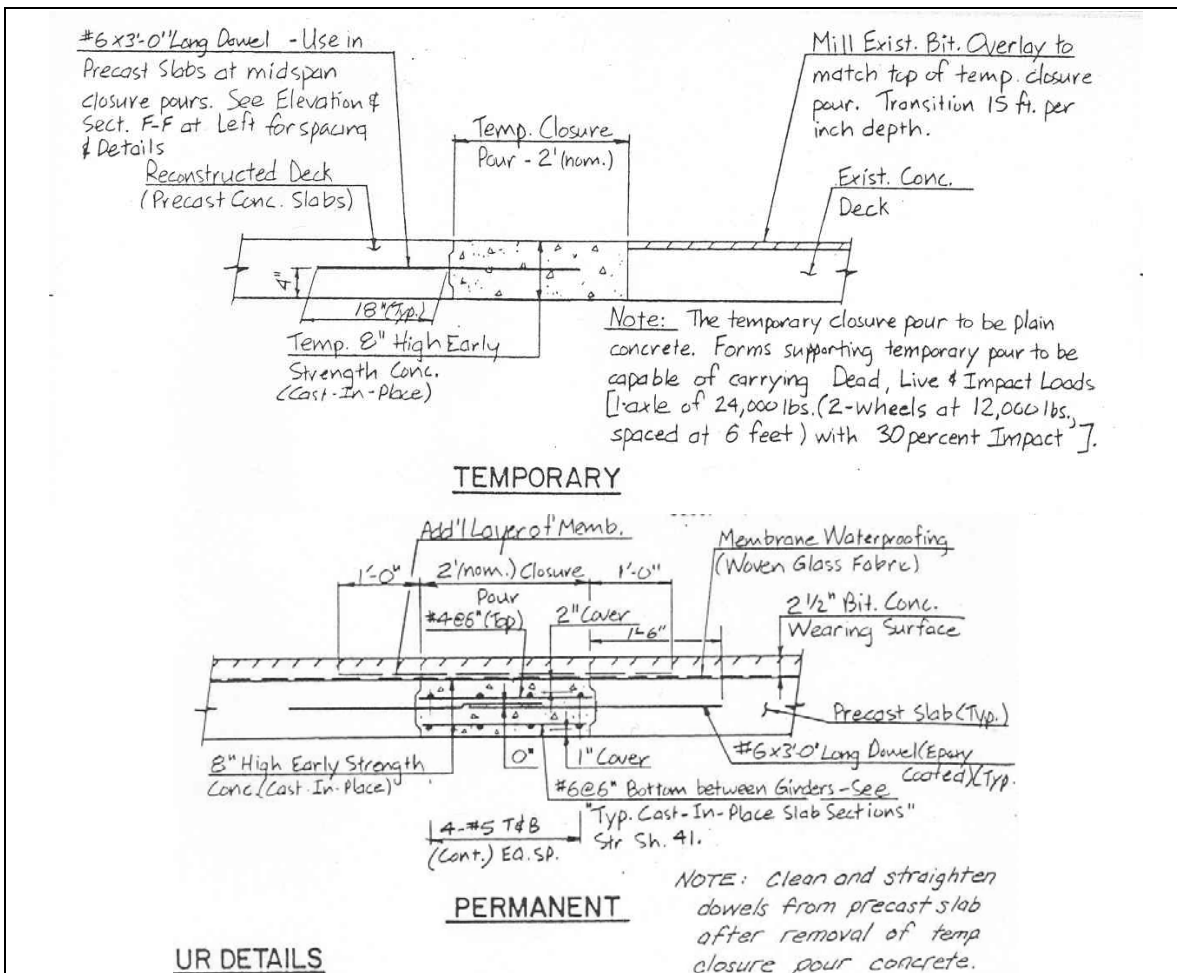 #6 x 3'-0" Long Dowel - Use in
Precast Slabs at midspan
closure pours. See Elevation &
Sect. F-F at Left for spacing
& Details
Reconstructed Deck
(Precast Conc. Slabs)
Temp. Closure
Pour - 2' (nom.)
Mill Exist. Bit. Overlay to
match top of temp. closure
pour. Transition 15 ft. per
inch depth.
Exist. Conc.
Deck
4"
18" (Typ.)
Temp. 8" High Early
Strength Conc.
(Cast-In-Place)
Note: The temporary closure pour to be plain
concrete. Forms supporting temporary pour to be
capable of carrying Dead, Live & Impact Loads
[1-axle of 24,000 lbs. (2-wheels at 12,000 lbs.,
spaced at 6 feet) with 30 percent Impact].
TEMPORARY
Add'l Layer of Memb.
1'-0"
2' (nom.) Closure
Pour
1'-0"
#4@6" (Top)
2" Cover
1'-6"
Membrane Waterproofing
(Woven Glass Fabric)
2 1/2" Bit. Conc.
Wearing Surface
Precast Slab (Typ.)
#6 x 3'-0" Long Dowel (Epoxy
Coated) (Typ.
8" High Early Strength
Conc. (Cast-In-Place)
0"
1" Cover
#6@6" Bottom between Girders - See
"Typ. Cast-In-Place Slab Sections"
Str Sh. 41.
4-#5 T&B
(Cont.) EQ. SP.
PERMANENT
NOTE: Clean and straighten
dowels from precast slab
after removal of temp
closure pour concrete.
UR DETAILS